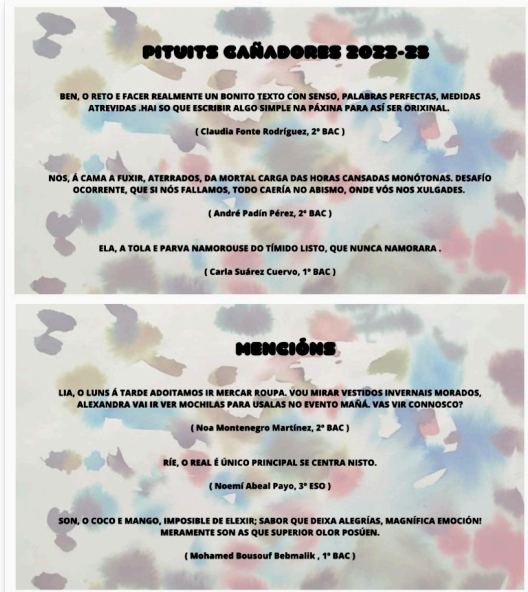 PITUITS GAÑADORES 2022-23
BEN, O RETO E FACER REALMENTE UN BONITO TEXTO CON SENSO, PALABRAS PERFECTAS, MEDIDAS
ATREVIDAS .HAI SO QUE ESCRIBIR ALGO SIMPLE NA PÁXINA PARA ASÍ SER ORIXINAL.
( Claudia Fonte Rodríguez, 2º BAC )
NOS, Á CAMA A FUXIR, ATERRADOS, DA MORTAL CARGA DAS HORAS CANSADAS MONÓTONAS. DESAFÍO
OCORRENTE, QUE SI NÓS FALLAMOS, TODO CAERÍA NO ABISMO, ONDE VÓS NOS XULGADES.
( André Padín Pérez, 2º BAC )
ELA, A TOLA E PARVA NAMOROUSE DO TÍMIDO LISTO, QUE NUNCA NAMORARA .
( Carla Suárez Cuervo, 1º BAC )
MENCIÓNS
LIA, O LUNS Á TARDE ADOITAMOS IR MERCAR ROUPA. VOU MIRAR VESTIDOS INVERNAIS MORADOS,
ALEXANDRA VAI IR VER MOCHILAS PARA USALAS NO EVENTO MAÑÁ. VAS VIR CONNOSCO?
( Noa Montenegro Martínez, 2º BAC )
RÍE, O REAL É ÚNICO PRINCIPAL SE CENTRA NISTO.
( Noemí Abeal Payo, 3º ESO )
SON, O COCO E MANGO, IMPOSIBLE DE ELEXIR; SABOR QUE DEIXA ALEGRÍAS, MAGNÍFICA EMOCIÓN!
MERAMENTE SON AS QUE SUPERIOR OLOR POSÚEN.
( Mohamed Bousouf Bebmalik , 1º BAC )